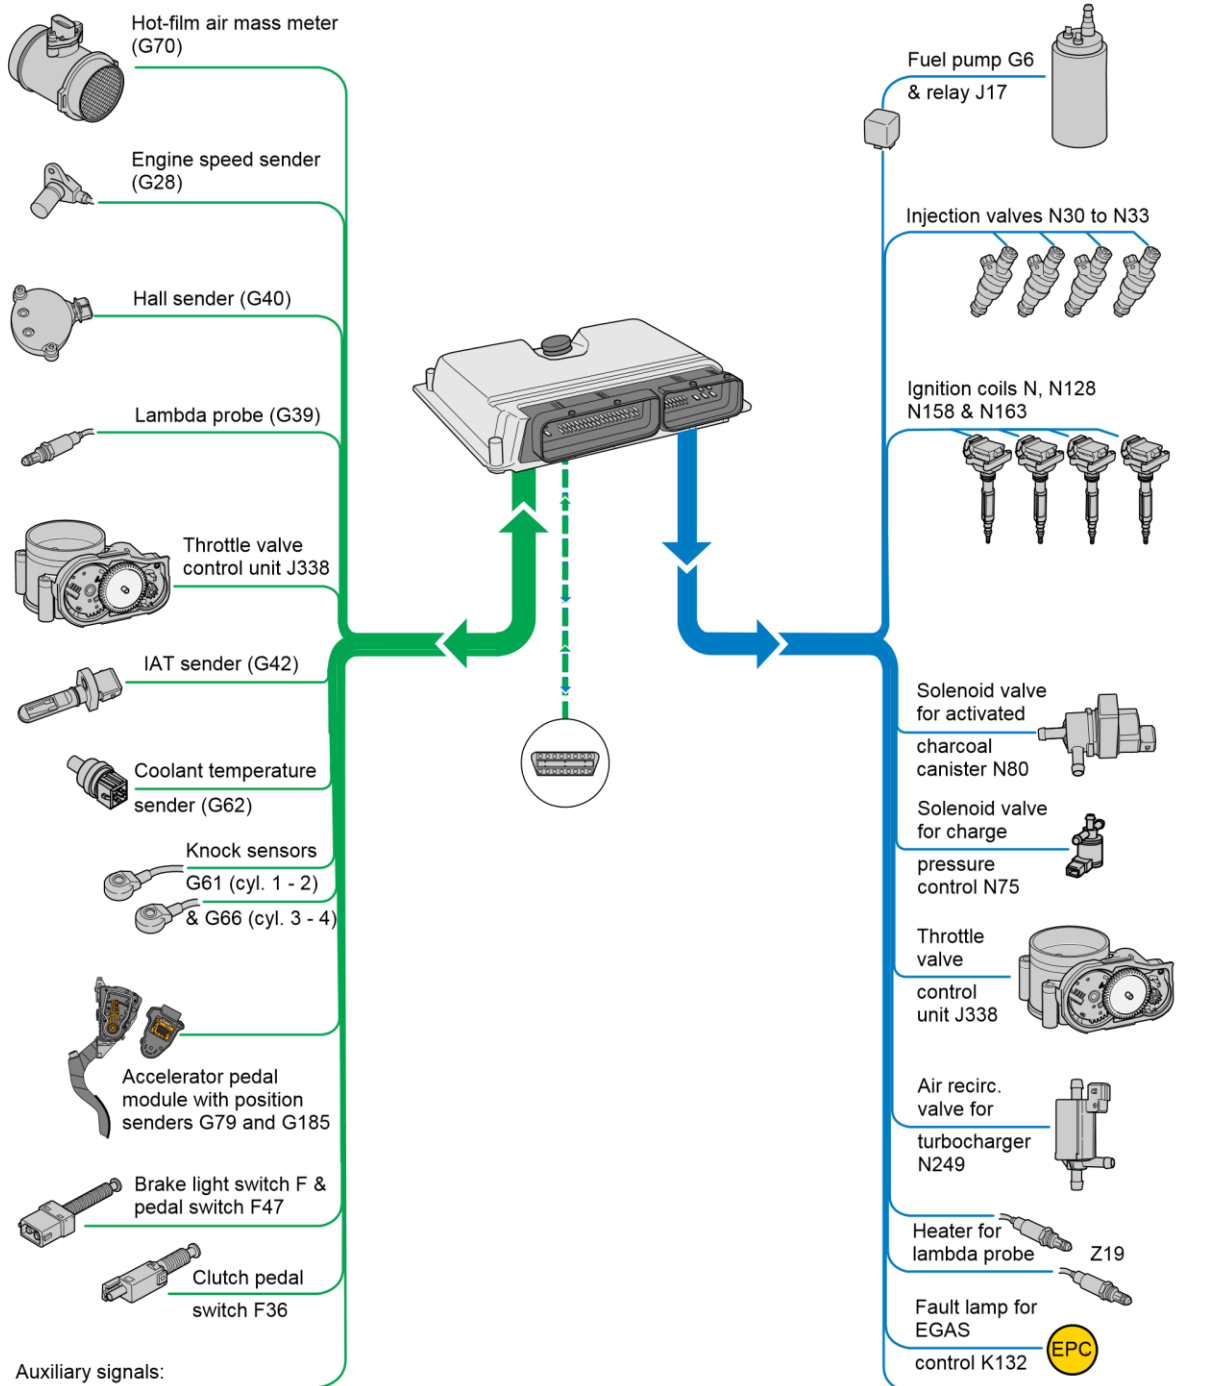 Hot-film air mass meter
(G70)
Engine speed sender
(G28)
Hall sender (G40)
Lambda probe (G39)
Throttle valve
control unit J338
IAT sender (G42)
Coolant temperature
sender (G62)
Knock sensors
G61 (cyl. 1 - 2)
& G66 (cyl. 3 - 4)
Accelerator pedal
module with position
senders G79 and G185
Brake light switch F &
pedal switch F47
Clutch pedal
switch F36
Auxiliary signals:
Fuel pump G6
& relay J17
Injection valves N30 to N33
Ignition coils N, N128
N158 & N163
Solenoid valve
for activated
charcoal
canister N80
Solenoid valve
for charge
pressure
control N75
Throttle
valve
control
unit J338
Air recirc.
valve for
turbocharger
N249
Heater for
lambda probe Z19
Fault lamp for
EGAS
control K132
EPC